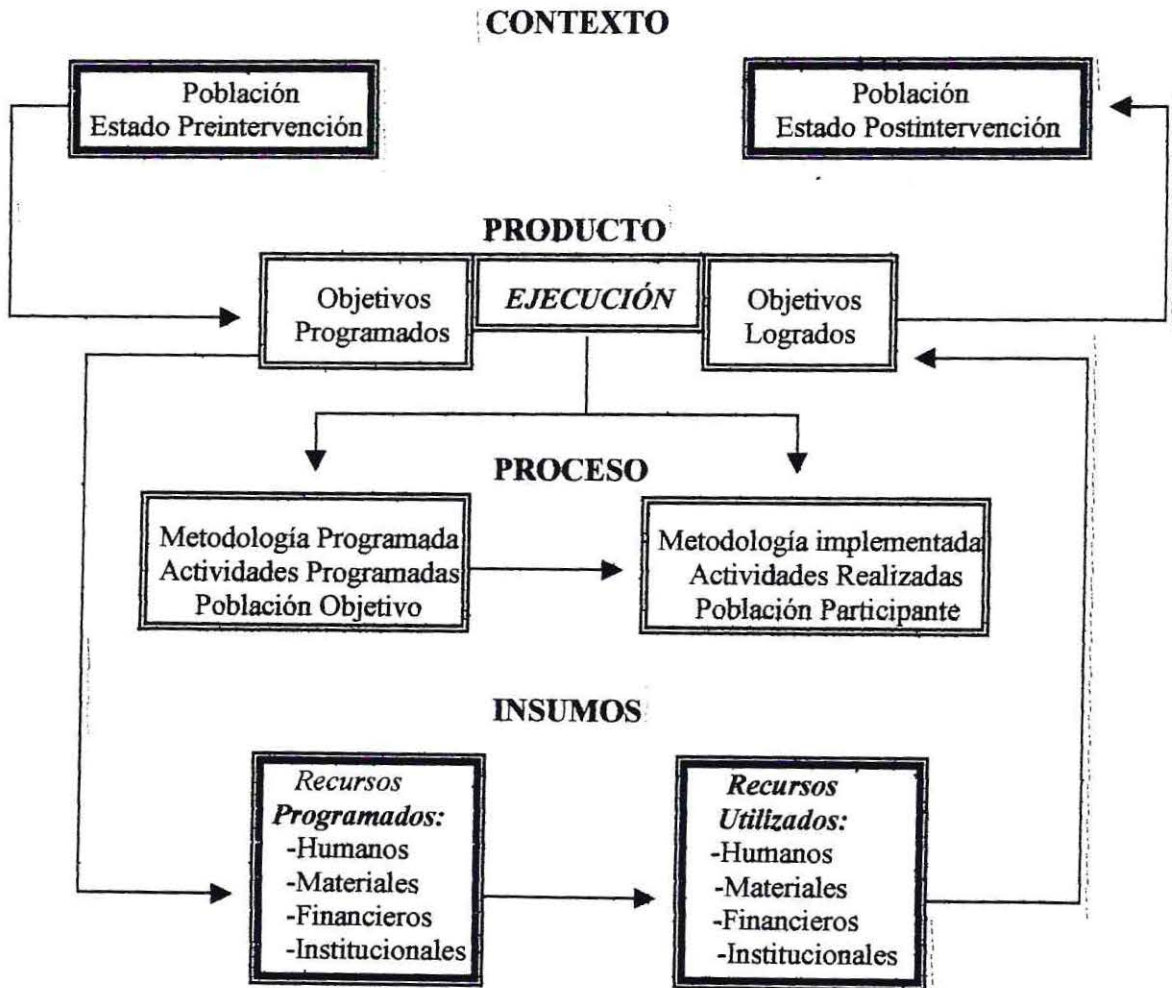 CONTEXTO
Población
Estado Preintervención
Población
Estado Postintervención
PRODUCTO
Objetivos
Programados
EJECUCIÓN
Objetivos
Logrados
PROCESO
Metodología Programada
Actividades Programadas
Población Objetivo
Metodología implementada
Actividades Realizadas
Población Participante
INSUMOS
Recursos
Programados:
-Humanos
-Materiales
-Financieros
-Institucionales
Recursos
Utilizados:
-Humanos
-Materiales
-Financieros
-Institucionales